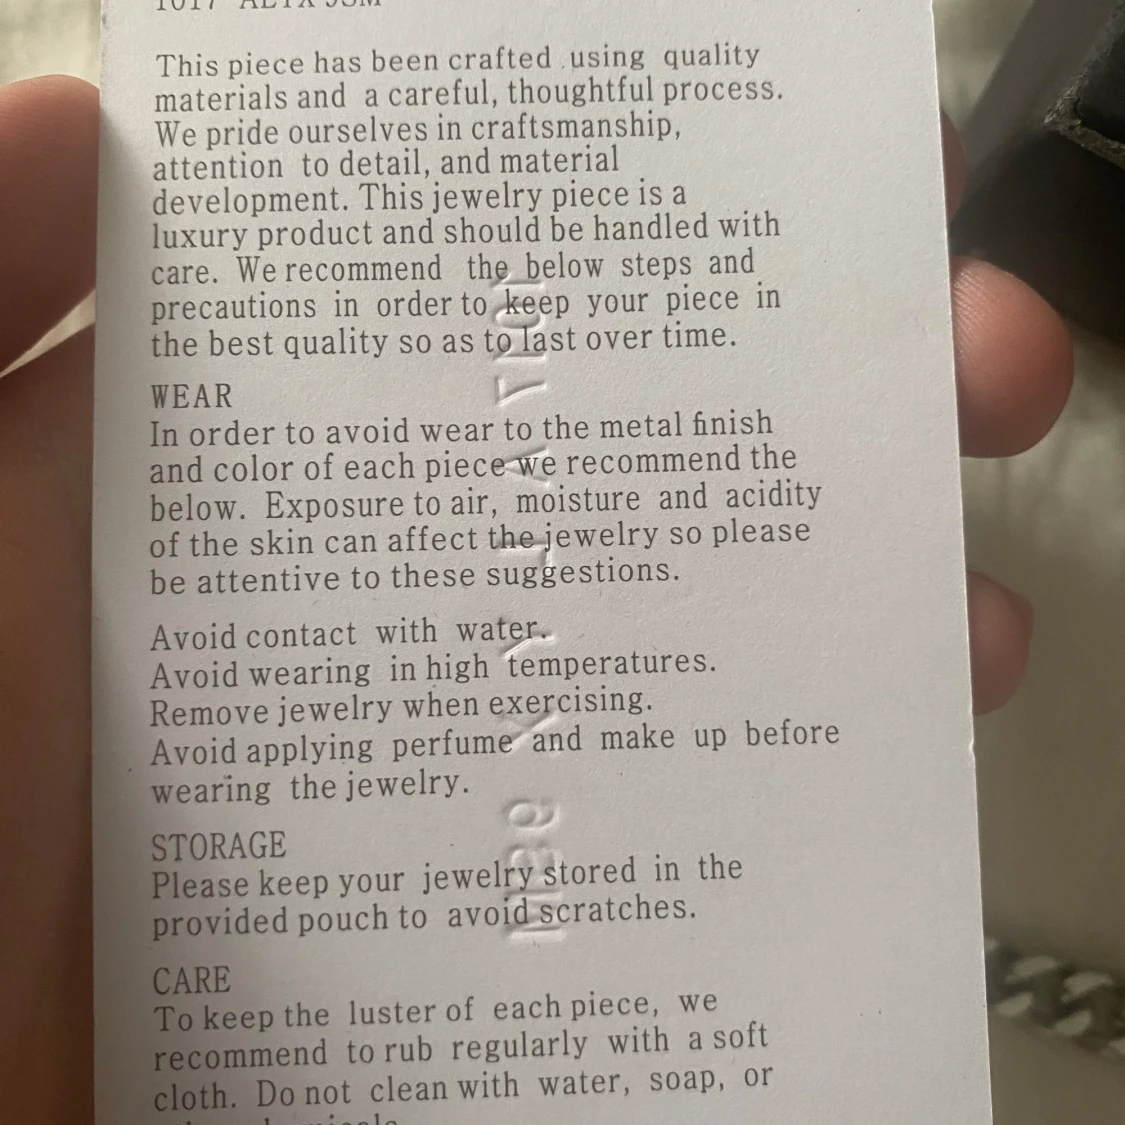 1017 ALYX 9SM
This piece has been crafted using quality
materials and a careful, thoughtful process.
We pride ourselves in craftsmanship,
attention to detail, and material
development. This jewelry piece is a
luxury product and should be handled with
care. We recommend the below steps and
precautions in order to keep your piece in
the best quality so as to last over time.
WEAR
In order to avoid wear to the metal finish
and color of each piece we recommend the
below. Exposure to air, moisture and acidity
of the skin can affect the jewelry so please
be attentive to these suggestions.
Avoid contact with water.
Avoid wearing in high temperatures.
Remove jewelry when exercising.
Avoid applying perfume and make up before
wearing the jewelry.
STORAGE
Please keep your jewelry stored in the
provided pouch to avoid scratches.
CARE
To keep the luster of each piece, we
recommend to rub regularly with a soft
cloth. Do not clean with water, soap, or